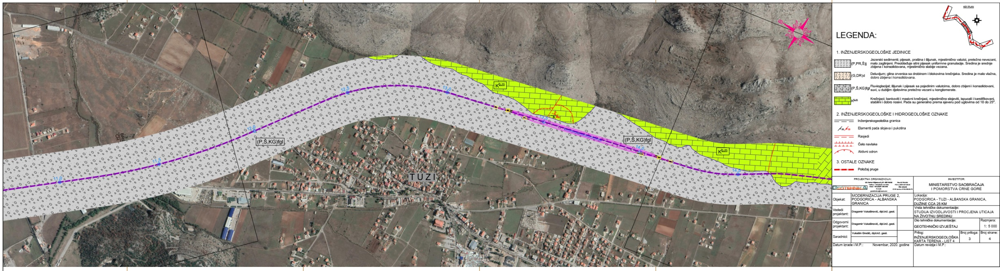 11.0
11.5
12.0
12.5
13.0
13.5
14.0
14.5
(P,Š,KG)fgl
(P,Š,KG)fgl
Kb,m
Kb,m
TUZI
KEY PLAN
LEGENDA:
1. INŽENJERSKOGEOLOŠKE JEDINICE
(P,PR,Š)j
Jezerski sedimenti; pijesak, prašina i šljunak, mjestimično valutci, pretežno nevezani,
malo zaglinjeni. Preoblađuje sitni pijesak uniformne granulacije. Sredina je srednje
zbijena i konsolidovana, mjestimično slabije vezana.
(G,DR)d
Deluvijum; glina crvenica sa drobinom i blokovima krečnjaka. Sredina je malo vlažna,
dobro zbijena i konsolidovana.
(P,Š,KG)fgl
Fluvioglacijal; šljunak i pijesak sa pojedinim valutcima, dobro zbijeni i konsolidovani,
suvi, u dubljim djelovima pretežno vezani u konglomerate.
Kb,m
Krečnjaci; bankoviti i masivni krečnjaci, mjestimično slojeviti, ispucali i karstifikovani,
stabilni i dobro nosivi. Pada su generalno prema sjeveru pod uglovima od 10 do 25°.
2. INŽENJERSKOGEOLOŠKE I HIDROGEOLOŠKE OZNAKE
Inženjerskogeološka granica
30 30 Elementi pada slojeva i pukotina
Rasjedi
Čelo navlake
Aktivni odron
3. OSTALE OZNAKE
Položaj pruge
PROJEKTNA ORGANIZACIJA:
GEOTEHNIKA
INVESTITOR:
MINISTARSTVO SAOBRAĆAJA
I POMORSTVA CRNE GORE
Objekat:
MODERNIZACIJA PRUGE 2,
PODGORICA - ALBANSKA
GRANICA
Lokacija:
PODGORICA - TUZI - ALBANSKA GRANICA,
DUŽINE CCA 25 KM
Vodeći
projektant:
Dragomir Vukašinović, dipl.inž. geol.
Vrsta tehničke dokumentacije:
STUDIJA IZVODLJIVOSTI I PROCJENA UTICAJA
NA ŽIVOTNU SREDINU
Odgovorni
projektant:
Dragomir Vukašinović, dipl.inž. geol.
Dio tehničke dokumentacije:
GEOTEHNIČKI IZVJEŠTAJ
Razmjera:
1: 5 000
Saradnici:
Vukašin Gredić, dipl.inž. geol.
Prilog:
INŽENJERSKOGEOLOŠKA
KARTA TERENA - LIST 4
Broj priloga:
3
Broj strane:
4
Datum izrade i M.P.: Novembar, 2020. godine
Datum revizije i M.P.: